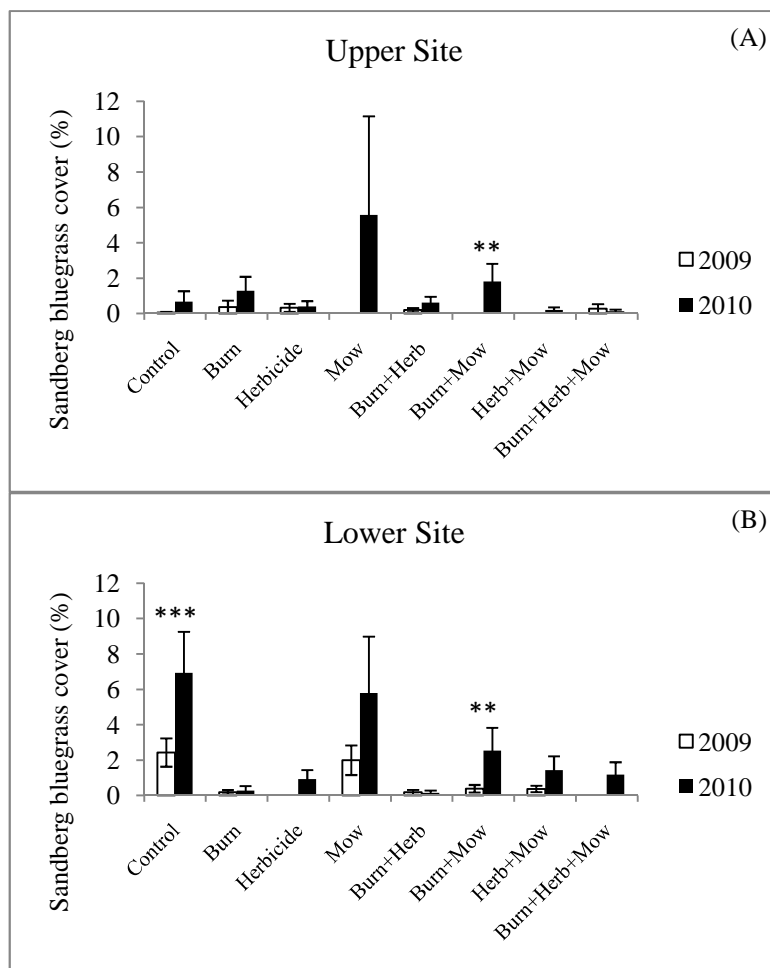 (A)
Upper Site
Sandberg bluegrass cover (%)
12
10
8
6
4
2
0
**
Control
Burn
Herbicide
Mow
Burn+Herb
Burn+Mow
Herb+Mow
Burn+Herb+Mow
2009
2010
(B)
Lower Site
Sandberg bluegrass cover (%)
12
10
8
6
4
2
0
***
**
Control
Burn
Herbicide
Mow
Burn+Herb
Burn+Mow
Herb+Mow
Burn+Herb+Mow
2009
2010